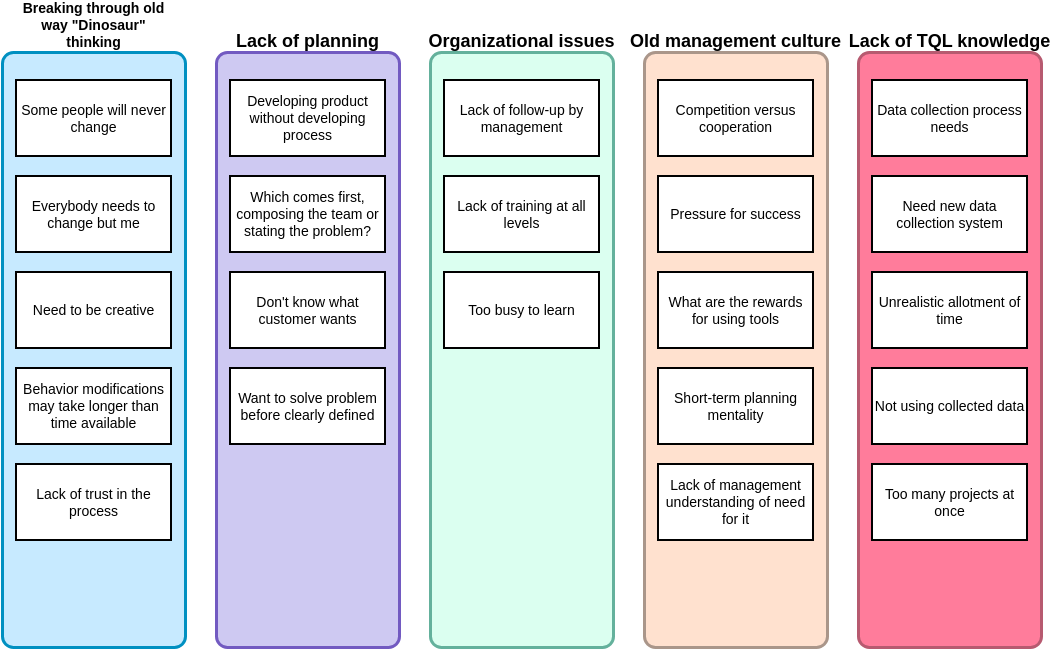 Breaking through old
way "Dinosaur"
thinking
Some people will never
change
Everybody needs to
change but me
Need to be creative
Behavior modifications
may take longer than
time available
Lack of trust in the
process
Lack of planning
Developing product
without developing
process
Which comes first,
composing the team or
stating the problem?
Don't know what
customer wants
Want to solve problem
before clearly defined
Organizational issues
Lack of follow-up by
management
Lack of training at all
levels
Too busy to learn
Old management culture
Competition versus
cooperation
Pressure for success
What are the rewards
for using tools
Short-term planning
mentality
Lack of management
understanding of need
for it
Lack of TQL knowledge
Data collection process
needs
Need new data
collection system
Unrealistic allotment of
time
Not using collected data
Too many projects at
once